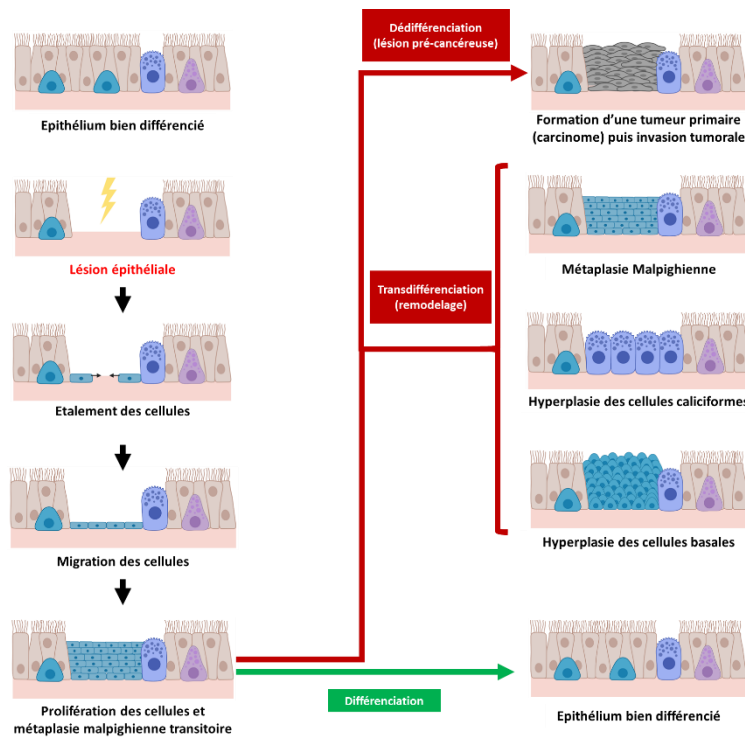 Epithélium bien différencié
Lésion épithéliale
Etalement des cellules
Migration des cellules
Prolifération des cellules et
métaplasie malpighienne transitoire
Dédifférenciation
(lésion pré-cancéreuse)
Transdifférenciation
(remodelage)
Différenciation
Formation d'une tumeur primaire
(carcinome) puis invasion tumorale
Métaplasie Malpighienne
Hyperplasie des cellules caliciformes
Hyperplasie des cellules basales
Epithélium bien différencié